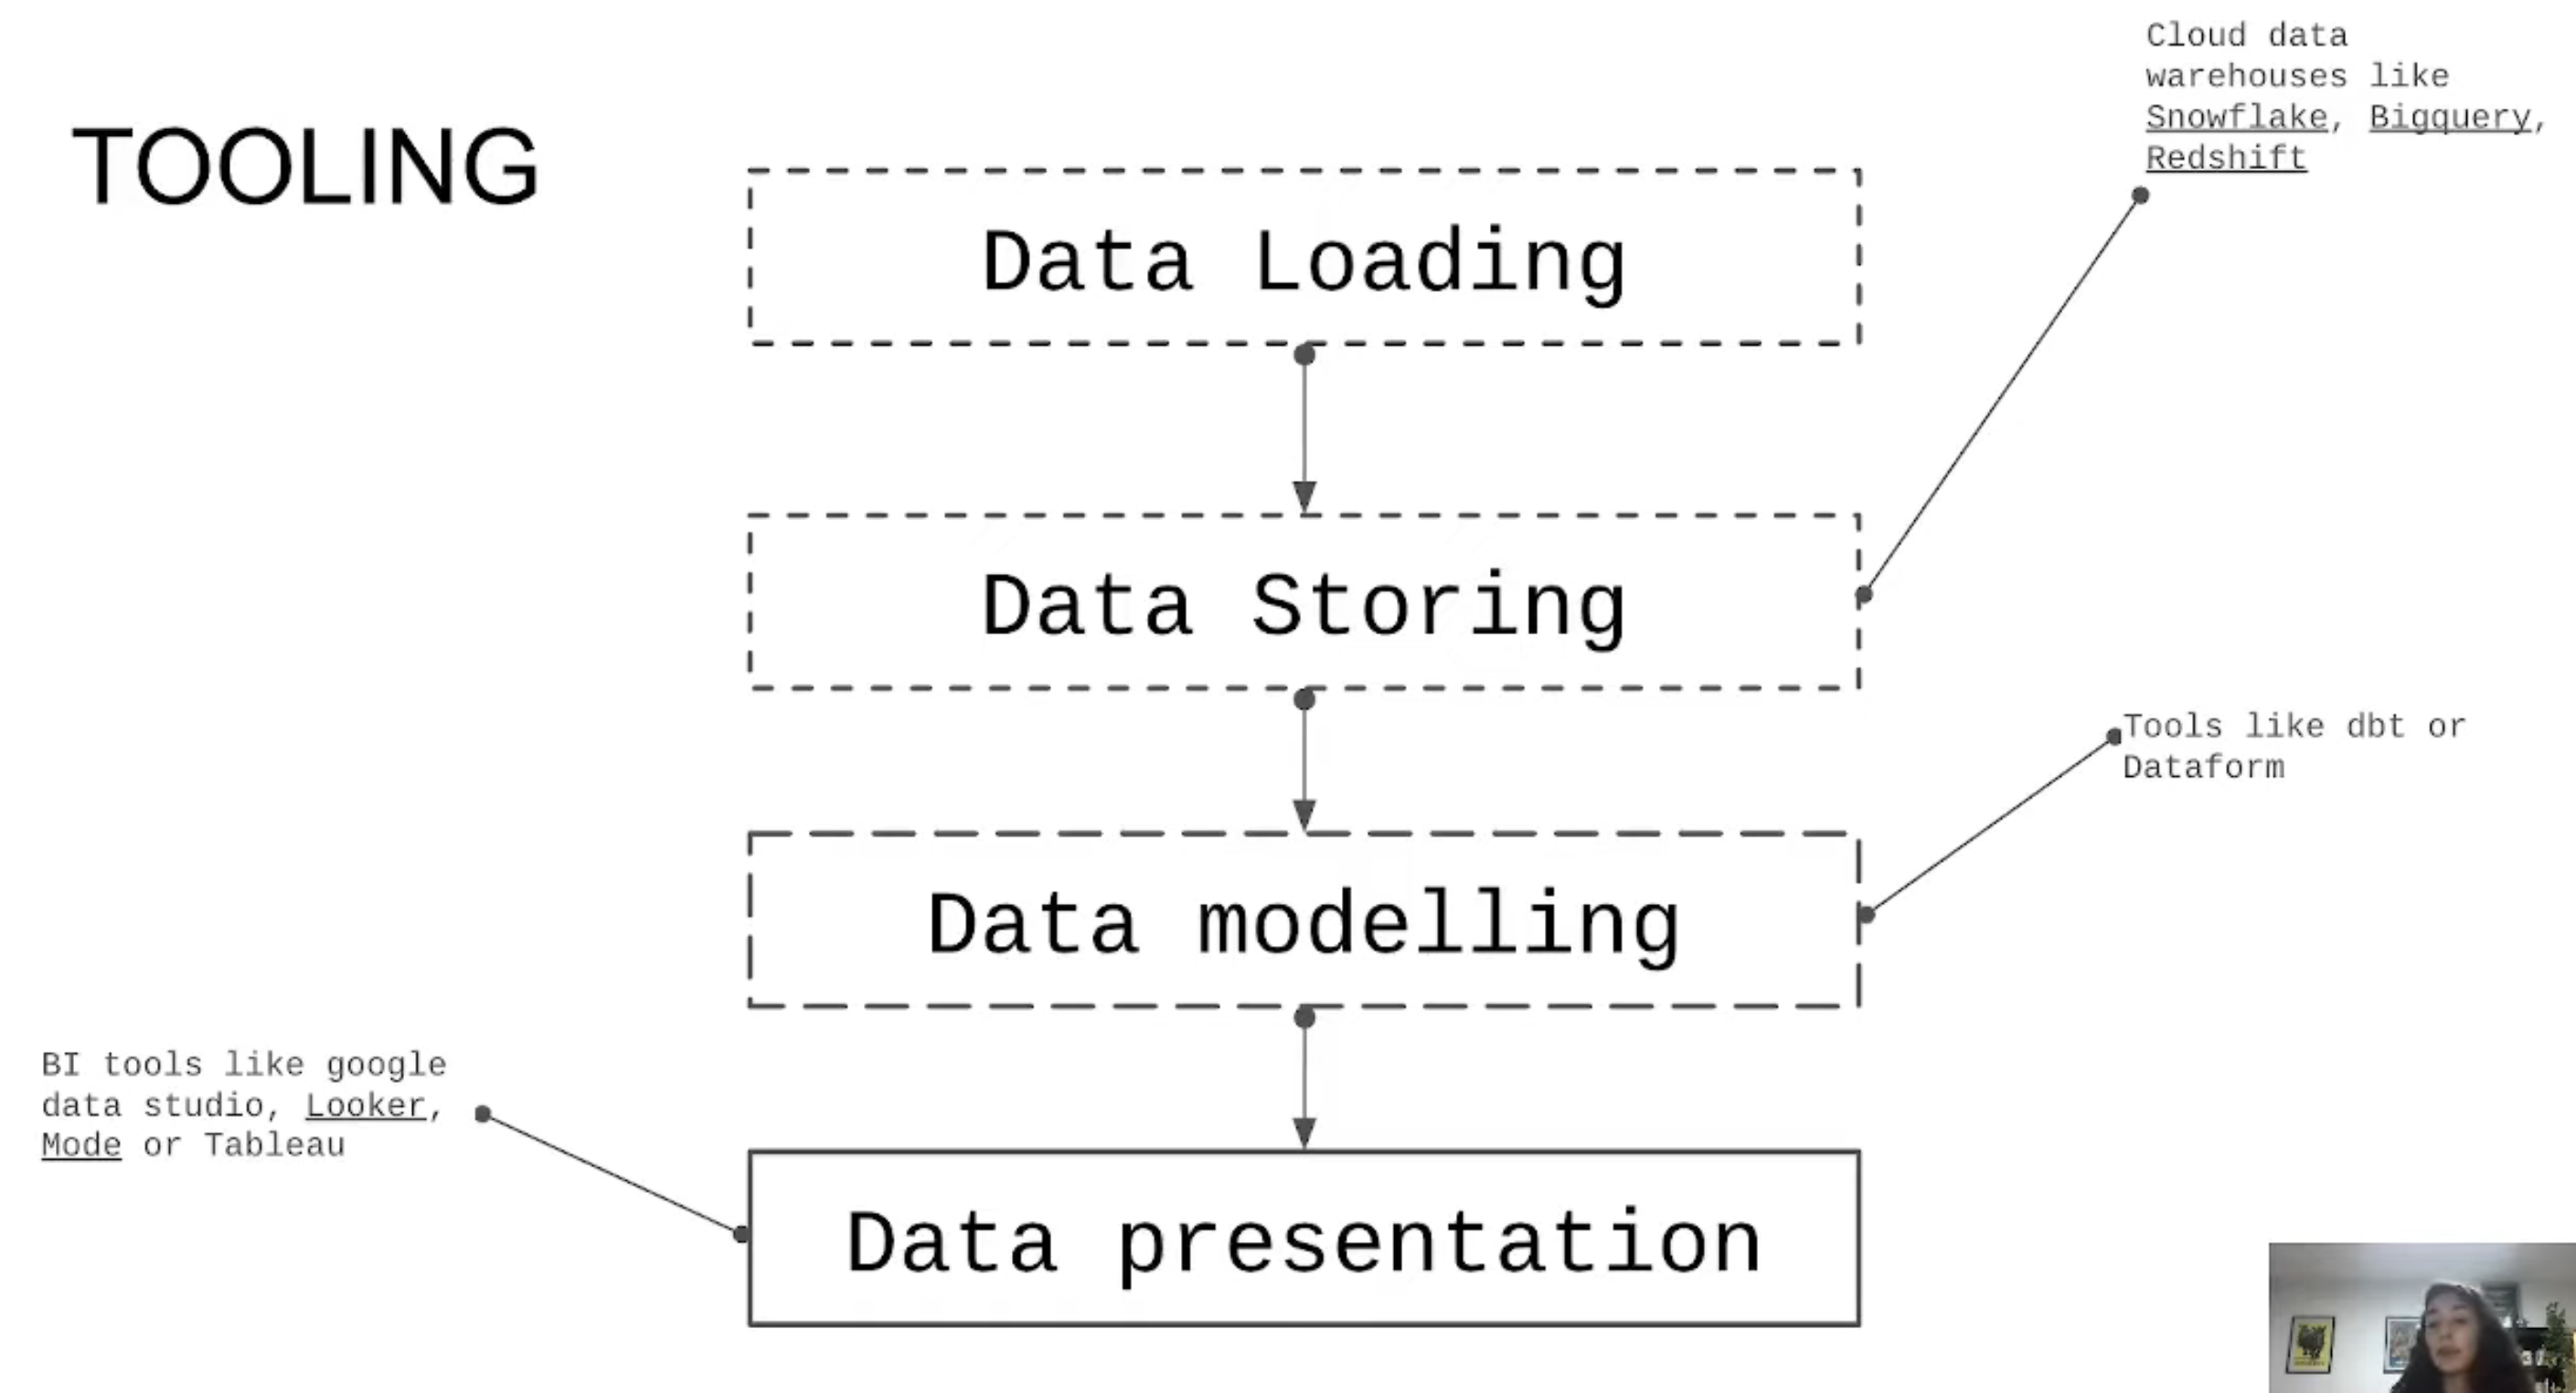 TOOLING
Cloud data
warehouses like
Snowflake, Bigquery,
Redshift
Data Loading
Data Storing
Tools like dbt or
Dataform
Data modelling
BI tools like google
data studio, Looker,
Mode or Tableau
Data presentation